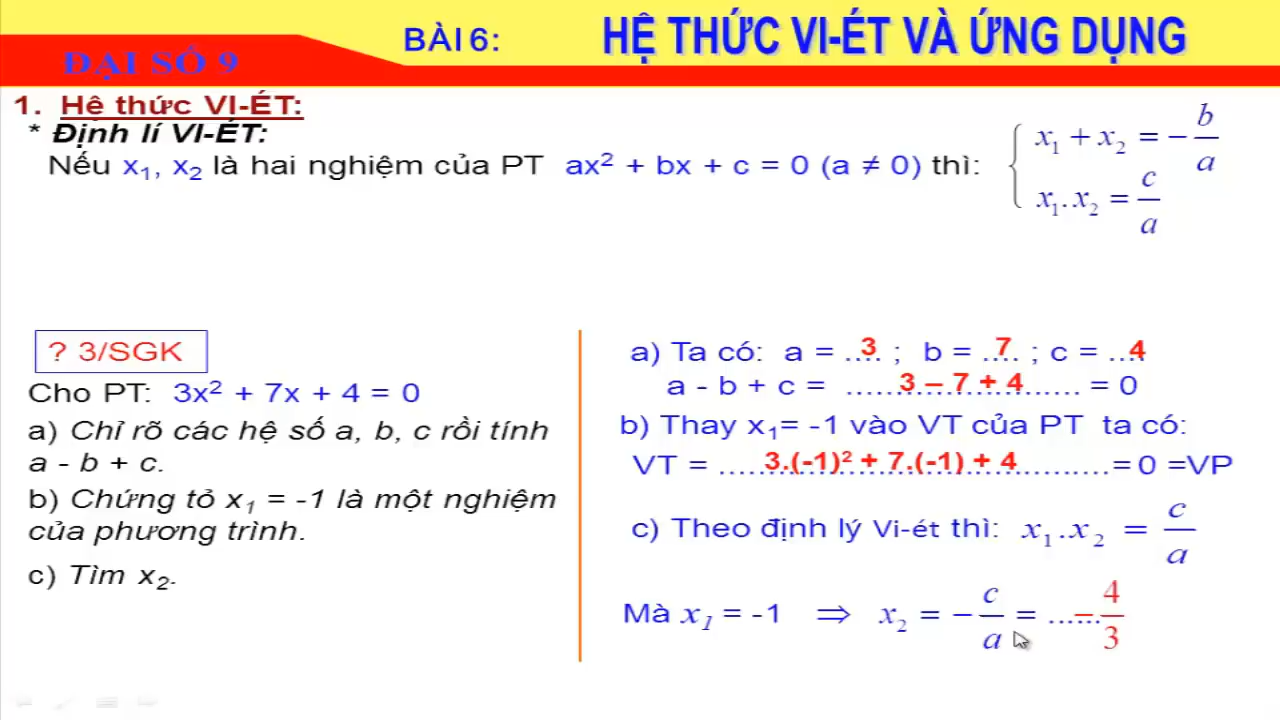 ĐẠI SỐ 9
BÀI 6: HỆ THỨC VI-ÉT VÀ ỨNG DỤNG
1. Hệ thức VI-ÉT:
* Định lí VI-ÉT:
Nếu x₁, x₂ là hai nghiệm của PT ax² + bx + c = 0 (a ≠ 0) thì: { x₁ + x₂ = - b/a
x₁.x₂ = c/a
? 3/SGK
Cho PT: 3x² + 7x + 4 = 0
a) Chỉ rõ các hệ số a, b, c rồi tính
a - b + c.
b) Chứng tỏ x₁ = -1 là một nghiệm
của phương trình.
c) Tìm x₂.
a) Ta có: a = ....3 ; b = ....7 ; c = ....4
a - b + c = ......3 – 7 + 4...... = 0
b) Thay x₁= -1 vào VT của PT ta có:
VT = ......3.(-1)² + 7.(-1) + 4......= 0 =VP
c) Theo định lý Vi-ét thì: x₁.x₂ = c/a
Mà x₁ = -1 ⇒ x₂ = - c/a = ......- 4/3